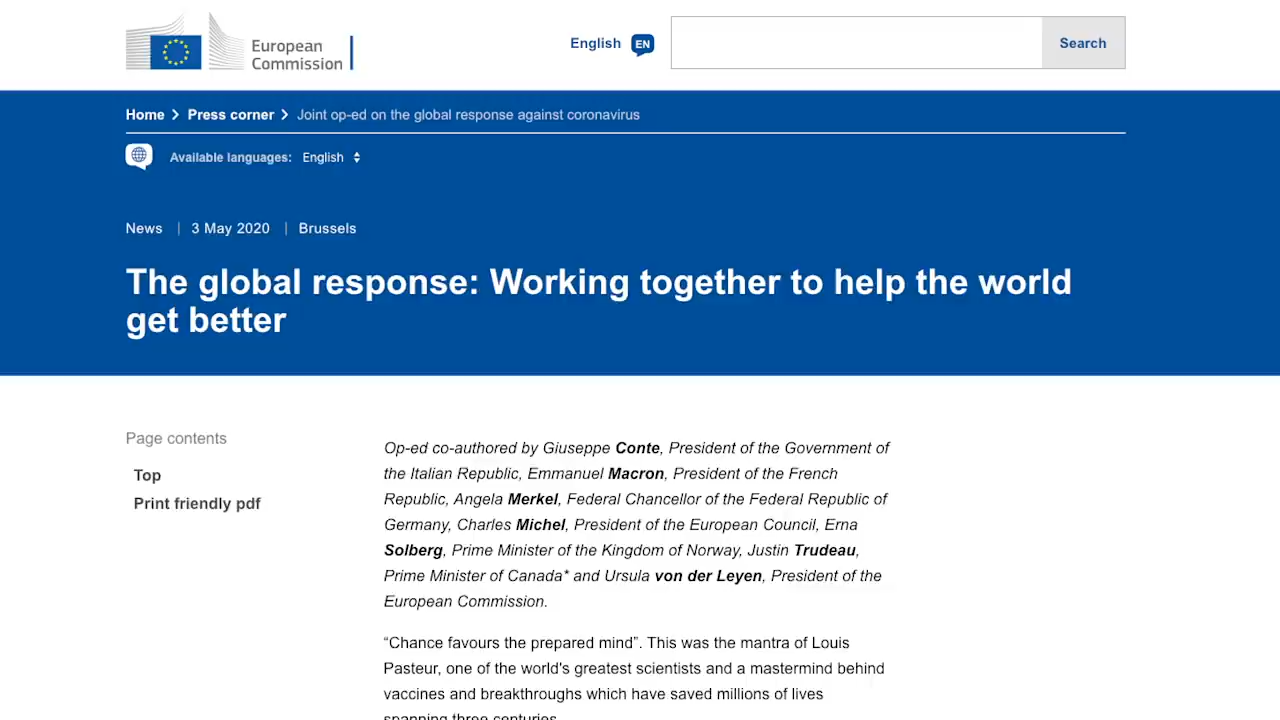 European
Commission
English EN
Search
Home > Press corner > Joint op-ed on the global response against coronavirus
Available languages: English
News | 3 May 2020 | Brussels
The global response: Working together to help the world
get better
Page contents
Top
Print friendly pdf
Op-ed co-authored by Giuseppe Conte, President of the Government of
the Italian Republic, Emmanuel Macron, President of the French
Republic, Angela Merkel, Federal Chancellor of the Federal Republic of
Germany, Charles Michel, President of the European Council, Erna
Solberg, Prime Minister of the Kingdom of Norway, Justin Trudeau,
Prime Minister of Canada* and Ursula von der Leyen, President of the
European Commission.
“Chance favours the prepared mind”. This was the mantra of Louis
Pasteur, one of the world's greatest scientists and a mastermind behind
vaccines and breakthroughs which have saved millions of lives
spanning three centuries.